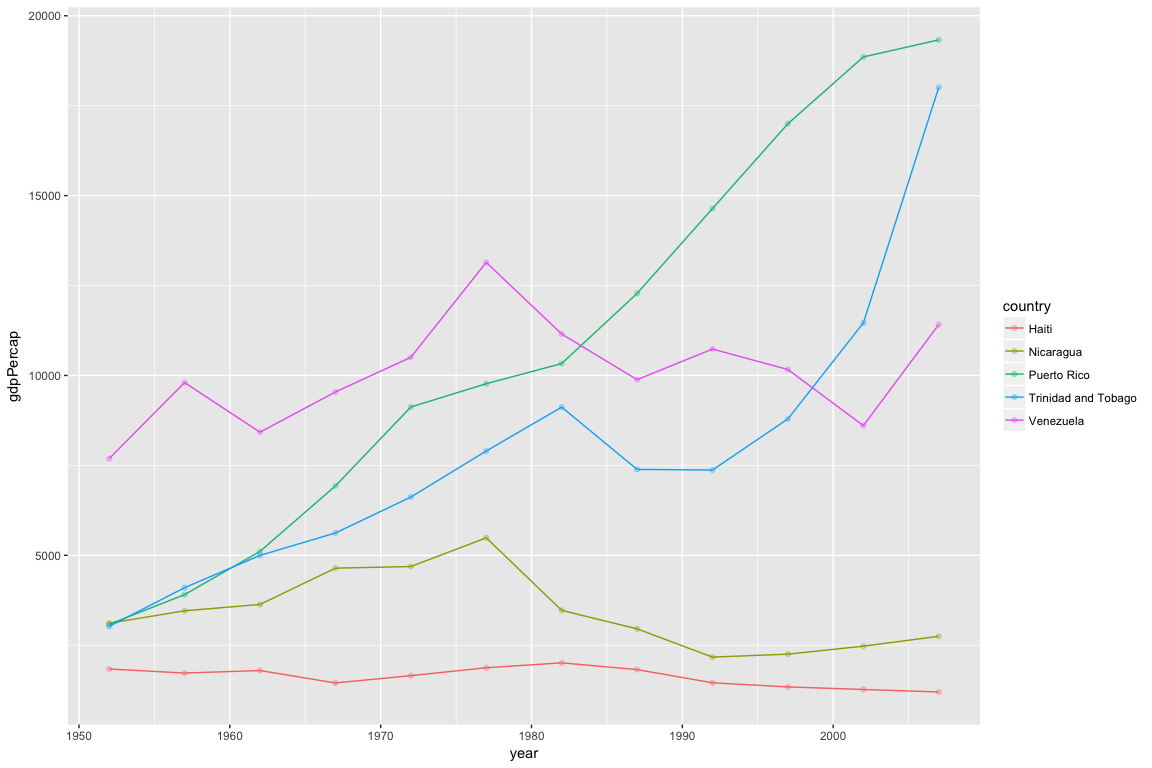 20000
15000
10000
5000
gdpPercap
1950 1960 1970 1980 1990 2000
year
country
Haiti
Nicaragua
Puerto Rico
Trinidad and Tobago
Venezuela